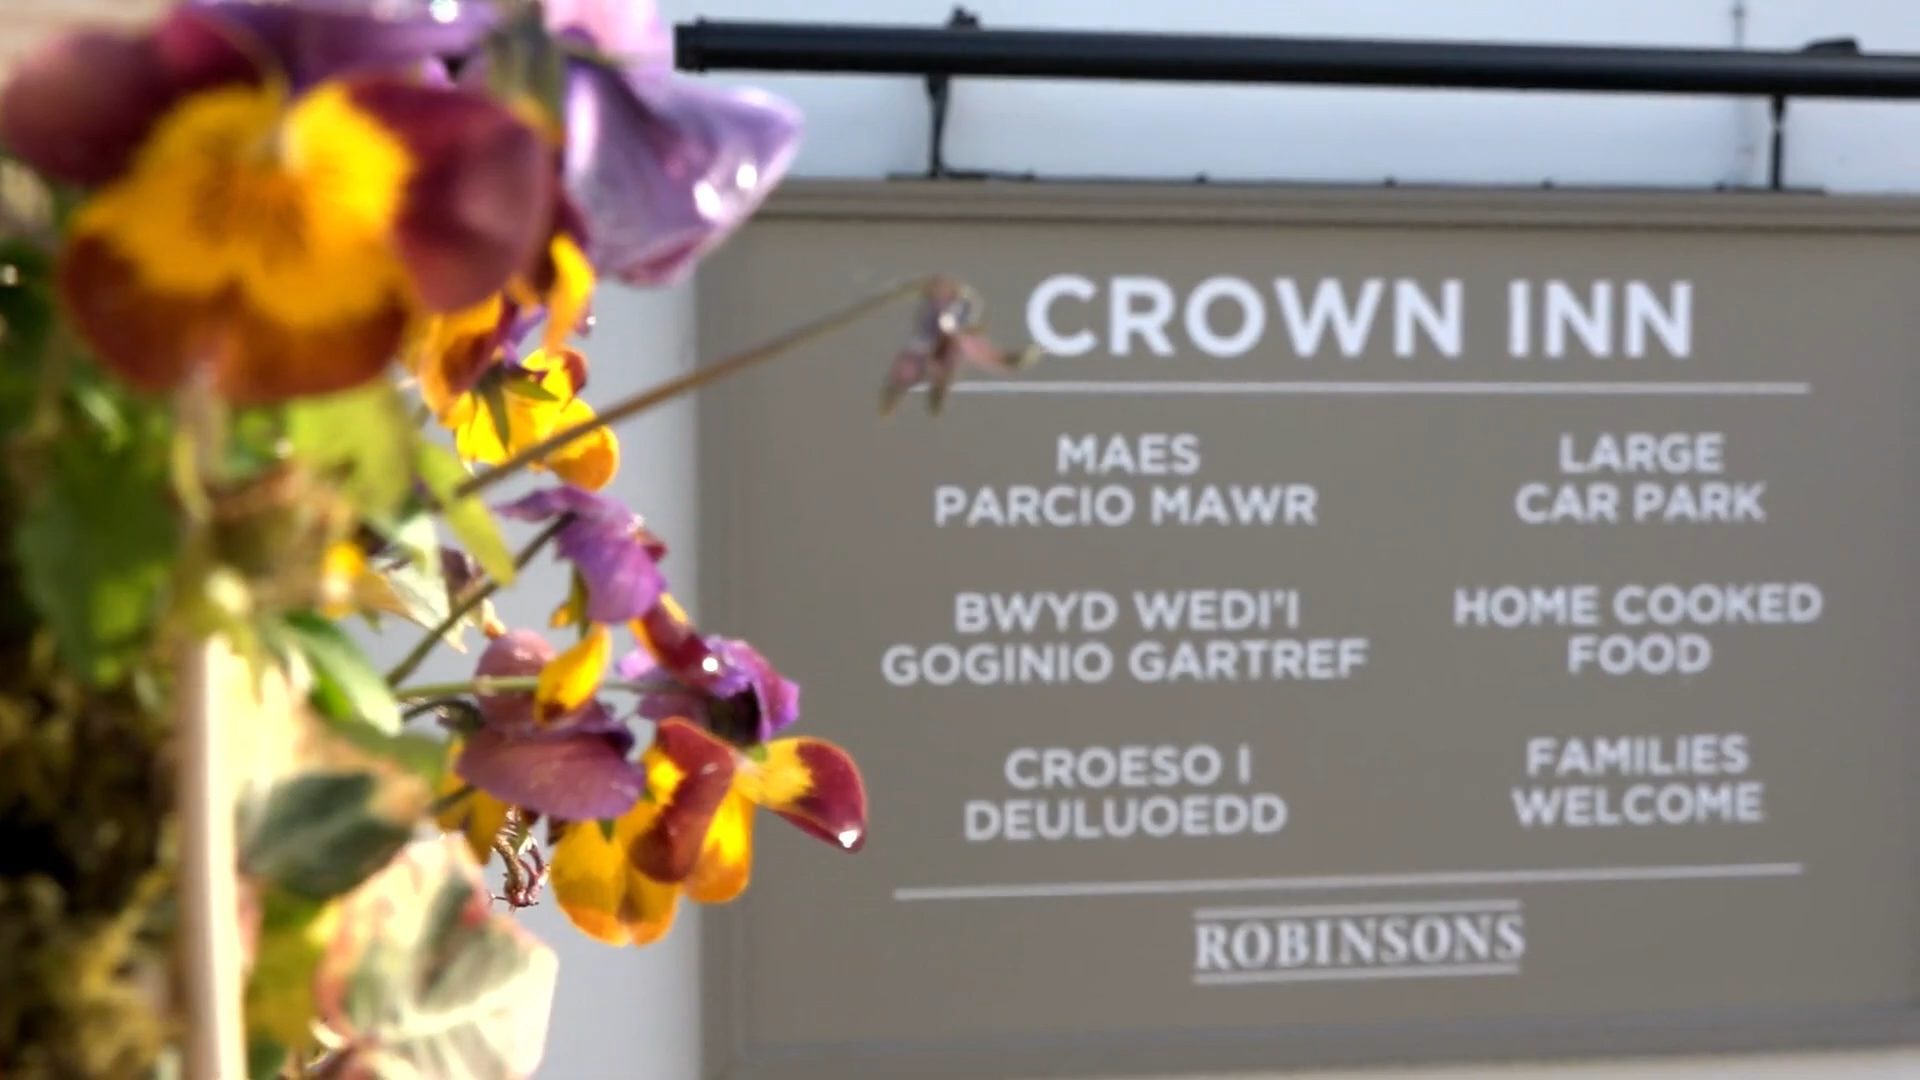 CROWN INN
MAES
PARCIO MAWR
LARGE
CAR PARK
BWYD WEDI'I
GOGINIO GARTREF
HOME COOKED
FOOD
CROESO I
DEULUOEDD
FAMILIES
WELCOME
ROBINSONS